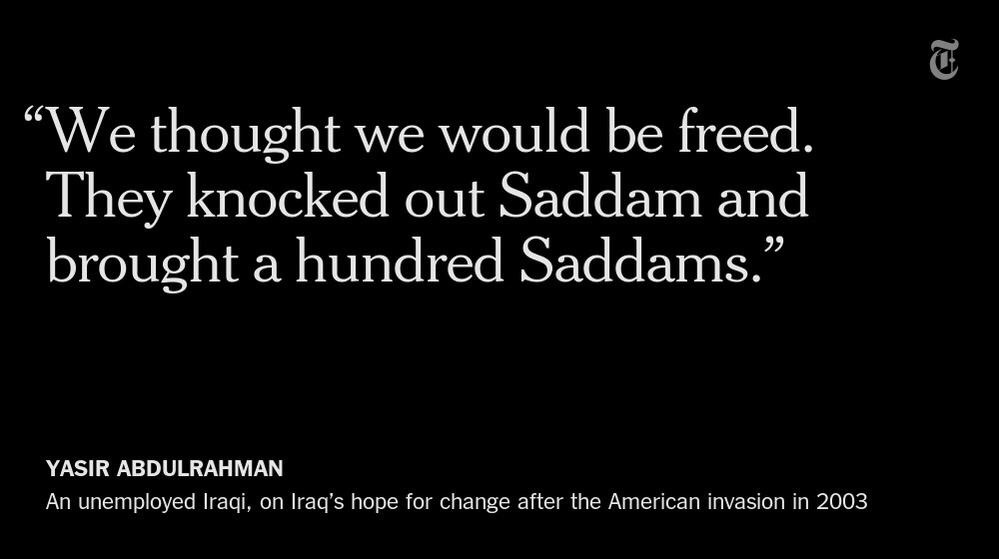 T
“We thought we would be freed.
They knocked out Saddam and
brought a hundred Saddams.”
YASIR ABDULRAHMAN
An unemployed Iraqi, on Iraq’s hope for change after the American invasion in 2003